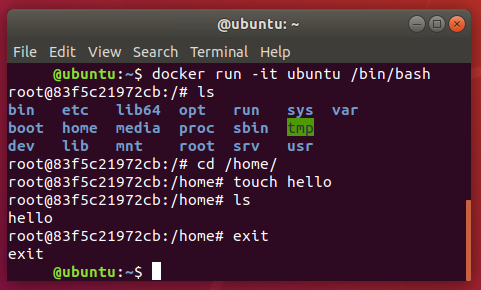 @ubuntu: ~
File Edit View Search Terminal Help
@ubuntu:~$ docker run -it ubuntu /bin/bash
root@83f5c21972cb:/# ls
bin etc lib64 opt run sys var
boot home media proc sbin tmp
dev lib mnt root srv usr
root@83f5c21972cb:/# cd /home/
root@83f5c21972cb:/home# touch hello
root@83f5c21972cb:/home# ls
hello
root@83f5c21972cb:/home# exit
exit
@ubuntu:~$